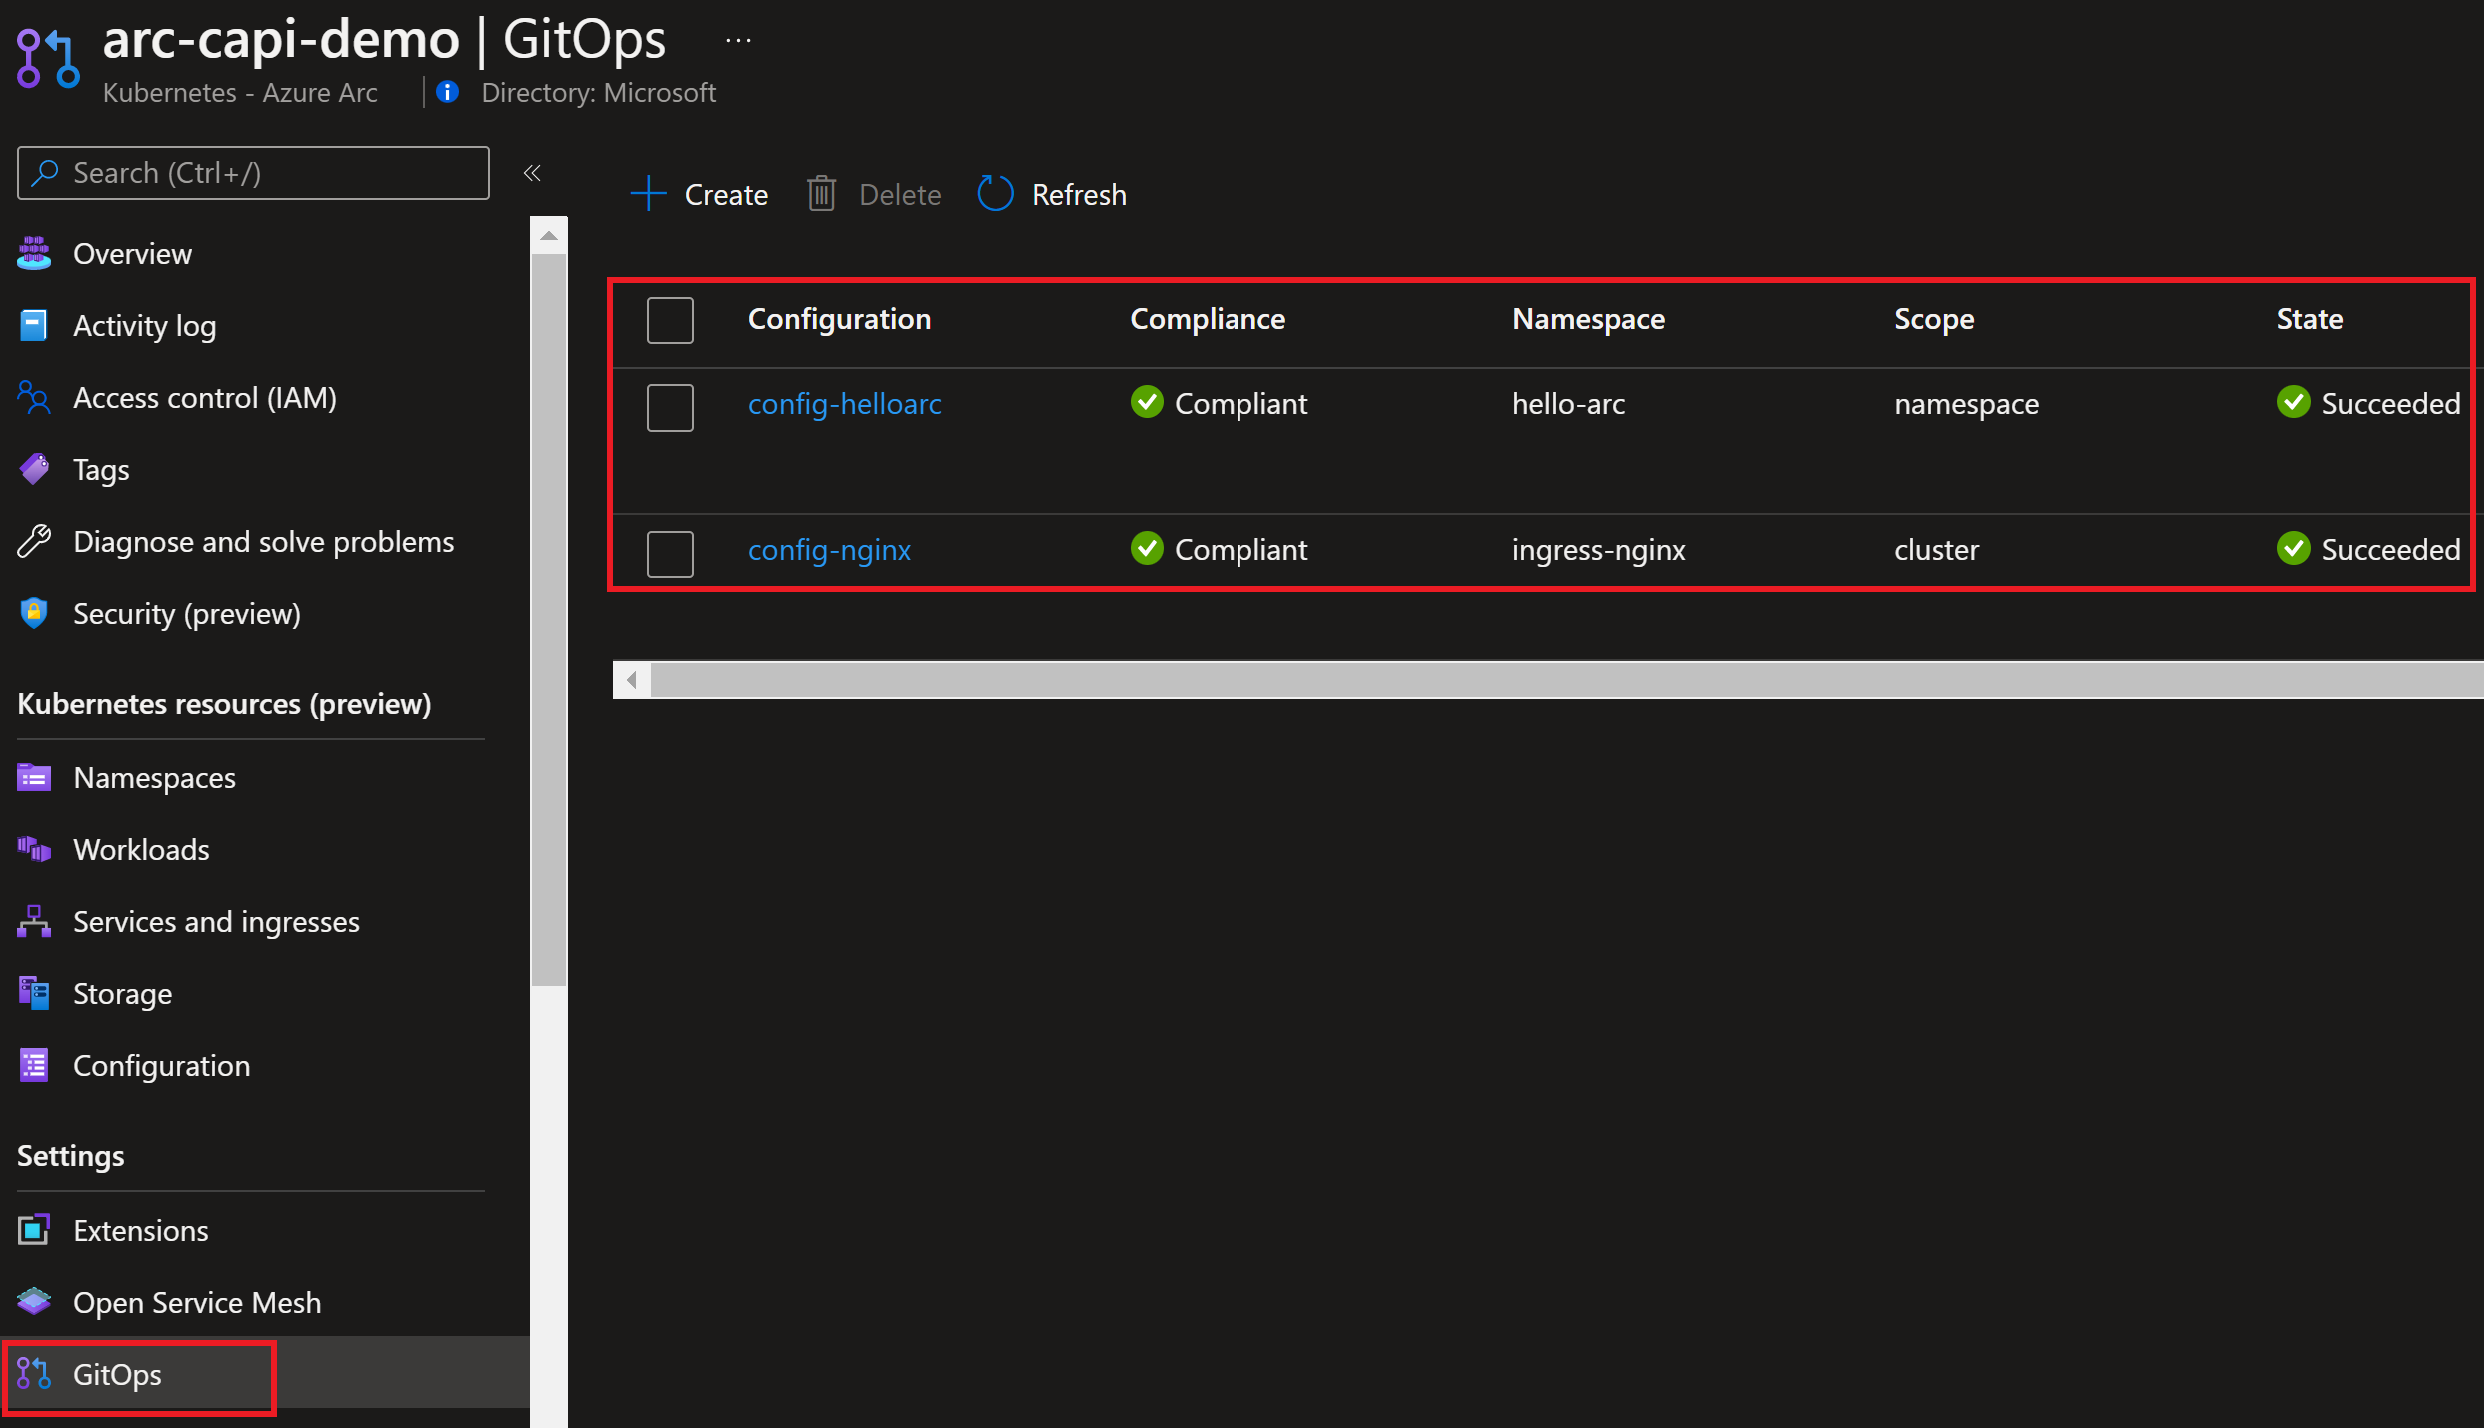 arc-capi-demo | GitOps ...
Kubernetes - Azure Arc | Directory: Microsoft
Search (Ctrl+/)
Overview
Activity log
Access control (IAM)
Tags
Diagnose and solve problems
Security (preview)
Kubernetes resources (preview)
Namespaces
Workloads
Services and ingresses
Storage
Configuration
Settings
Extensions
Open Service Mesh
GitOps
Create Delete Refresh
Configuration Compliance Namespace Scope State
config-helloarc Compliant hello-arc namespace Succeeded
config-nginx Compliant ingress-nginx cluster Succeeded